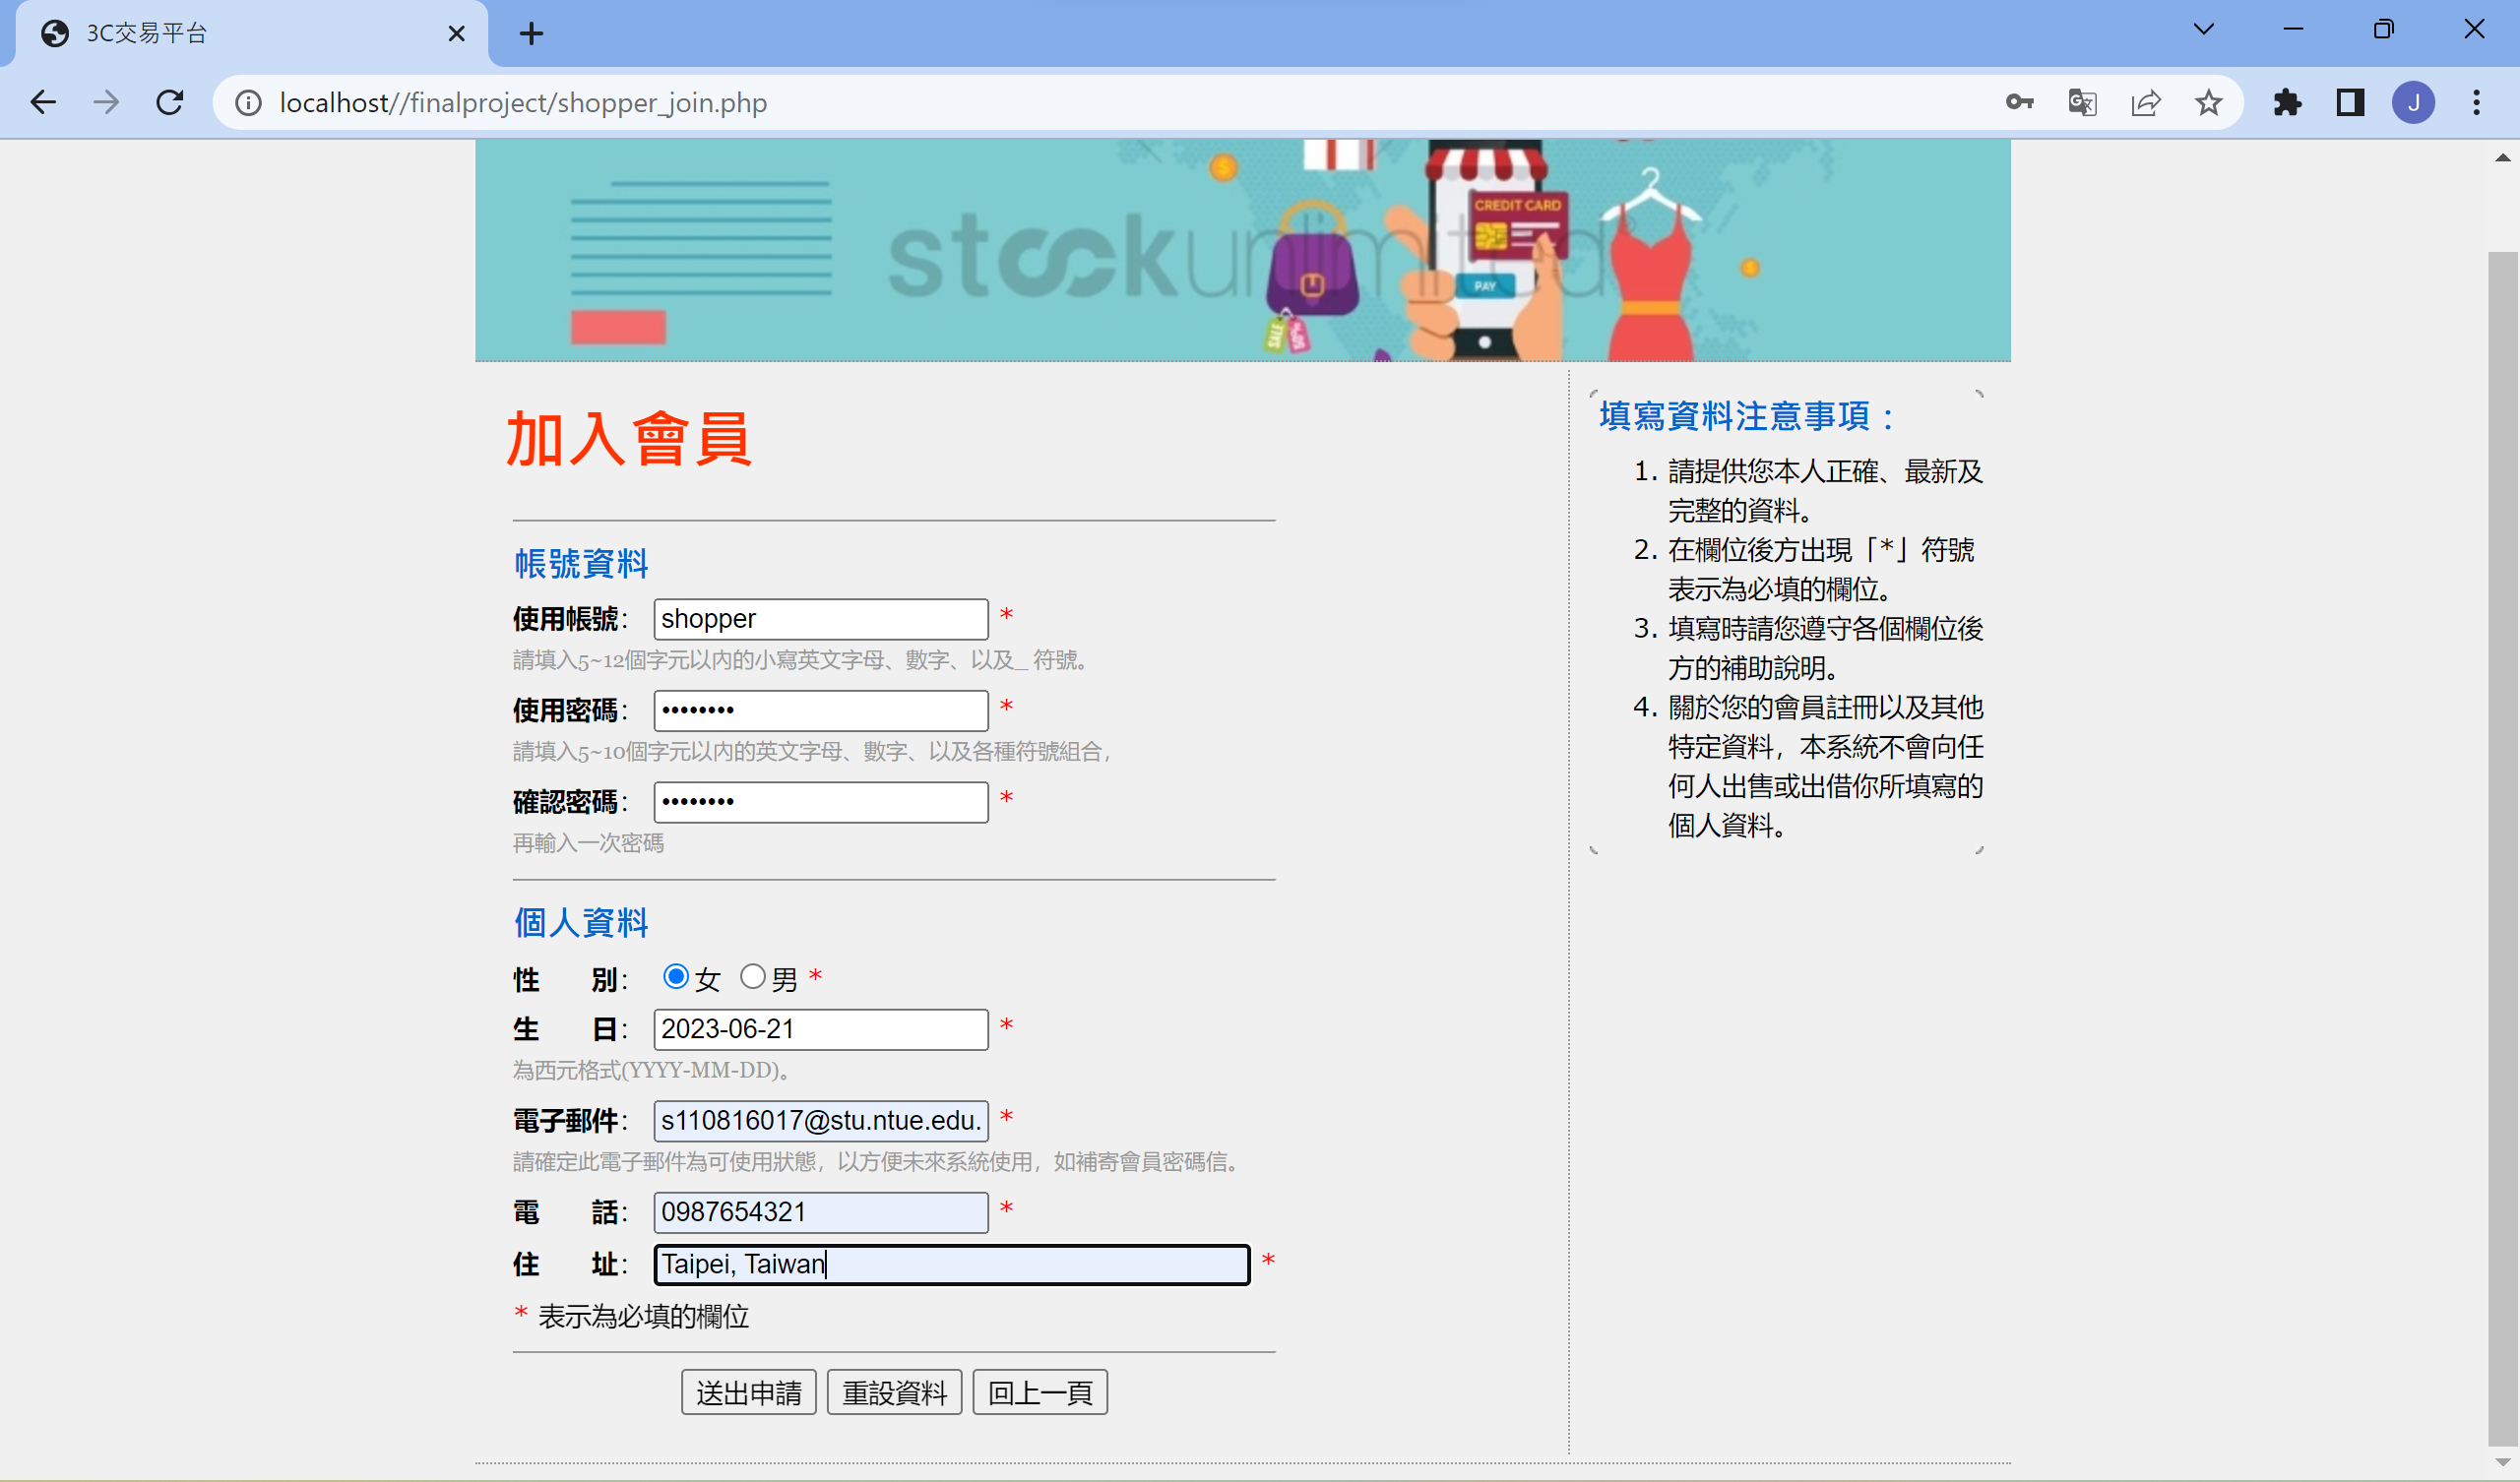 3C交易平台
localhost//finalproject/shopper_join.php
J
stockunlimited
CREDIT CARD
PAY
SALE
50%
加入會員
帳號資料
使用帳號： shopper *
請填入5~12個字元以內的小寫英文字母、數字、以及_ 符號。
使用密碼： •••••••• *
請填入5~10個字元以內的英文字母、數字、以及各種符號組合，
確認密碼： •••••••• *
再輸入一次密碼
個人資料
性　　別： 女 男 *
生　　日： 2023-06-21 *
為西元格式(YYYY-MM-DD)。
電子郵件： s110816017@stu.ntue.edu. *
請確定此電子郵件為可使用狀態，以方便未來系統使用，如補寄會員密碼信。
電　　話： 0987654321 *
住　　址： Taipei, Taiwan *
* 表示為必填的欄位
送出申請 重設資料 回上一頁
填寫資料注意事項：
1. 請提供您本人正確、最新及
完整的資料。
2. 在欄位後方出現「*」符號
表示為必填的欄位。
3. 填寫時請您遵守各個欄位後
方的補助說明。
4. 關於您的會員註冊以及其他
特定資料，本系統不會向任
何人出售或出借你所填寫的
個人資料。